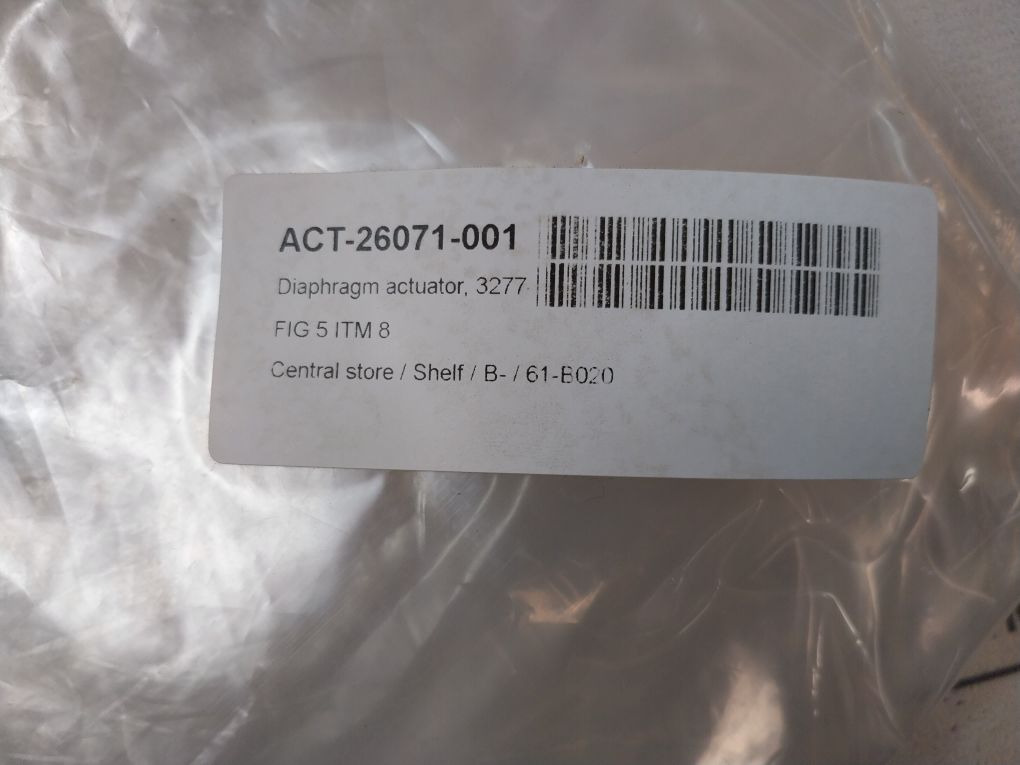 ACT-26071-001
Diaphragm actuator, 3277
FIG 5 ITM 8
Central store / Shelf / B- / 61-B020